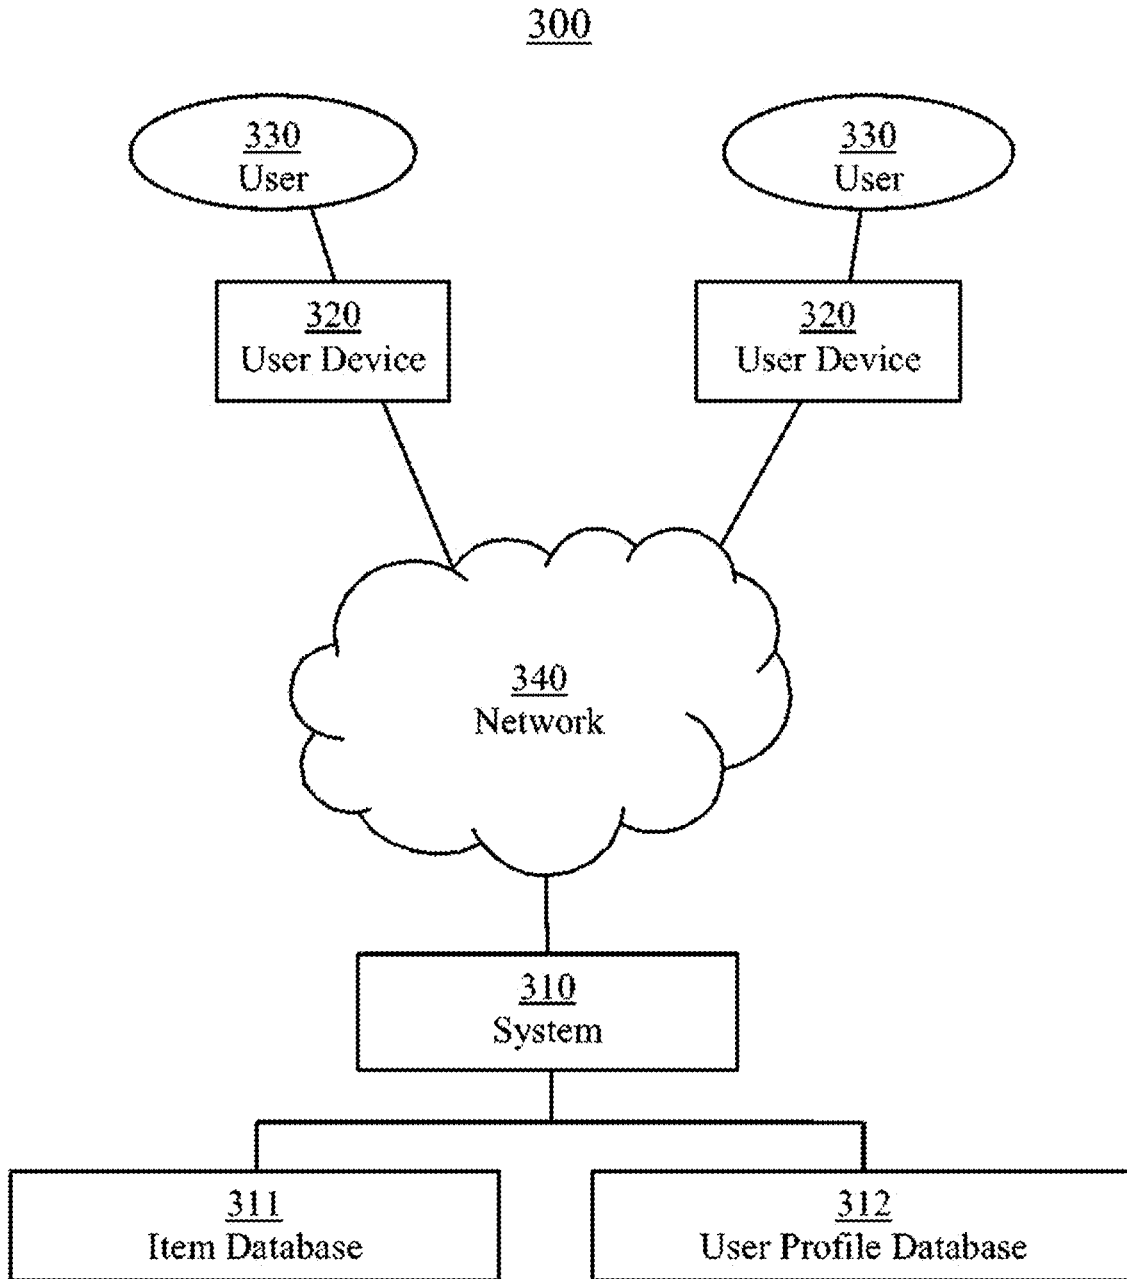 300
330
User
330
User
320
User Device
320
User Device
340
Network
310
System
311
Item Database
312
User Profile Database